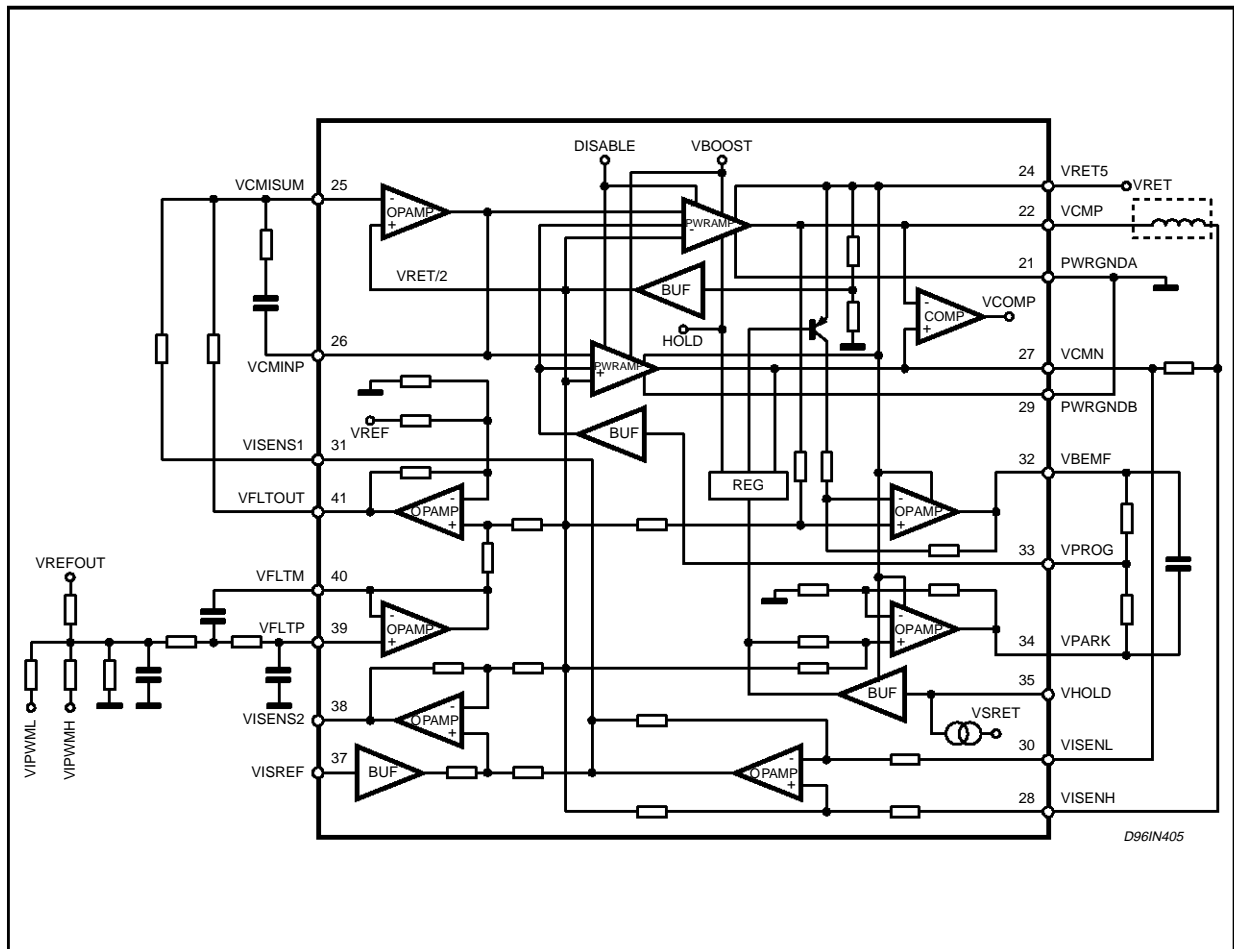 DISABLE
VBOOST
VCMISUM
25
OPAMP
-
+
PWRAMP
-
24
VRET5
VRET
22
VCMP
VRET/2
BUF
21
PWRGNDA
-
COMP
+
VCOMP
HOLD
26
VCMINP
PWRAMP
+
27
VCMN
29
PWRGNDB
VREF
BUF
VISENS1
31
REG
32
VBEMF
VFLTOUT
41
-
OPAMP
+
-
OPAMP
+
33
VPROG
VREFOUT
VFLTM
40
-
OPAMP
+
VFLTP
39
-
OPAMP
+
34
VPARK
35
VHOLD
BUF
VSRET
VISENS2
38
-
OPAMP
+
VIPWML
VIPWMH
VISREF
37
BUF
-
OPAMP
+
30
VISENL
28
VISENH
D96IN405